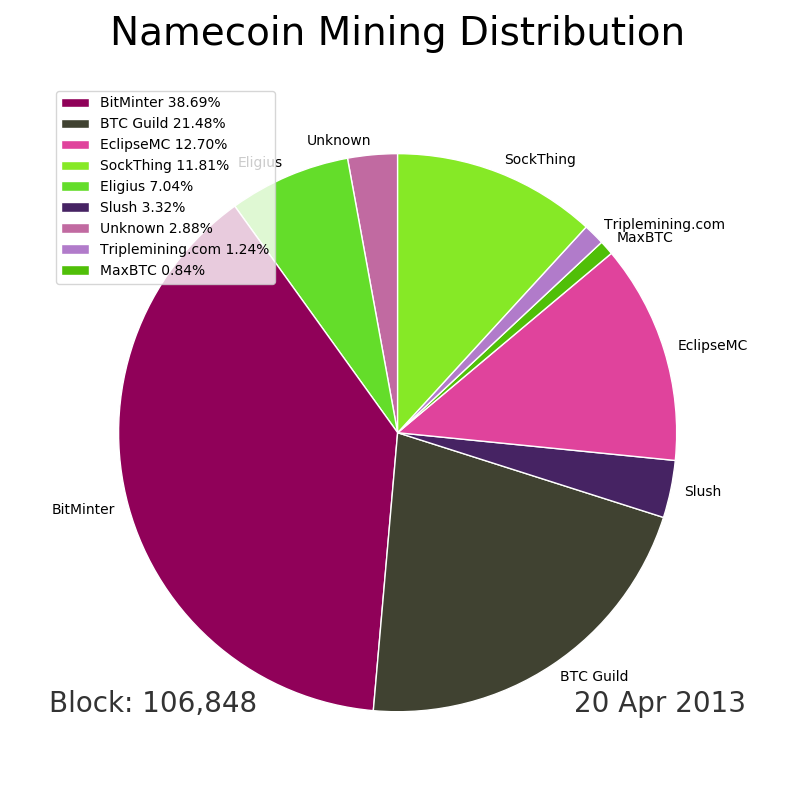 Namecoin Mining Distribution
BitMinter 38.69%
BTC Guild 21.48%
EclipseMC 12.70%
SockThing 11.81%
Eligius 7.04%
Slush 3.32%
Unknown 2.88%
Triplemining.com 1.24%
MaxBTC 0.84%
Eligius
Unknown
SockThing
Triplemining.com
MaxBTC
EclipseMC
Slush
BitMinter
BTC Guild
Block: 106,848
20 Apr 2013